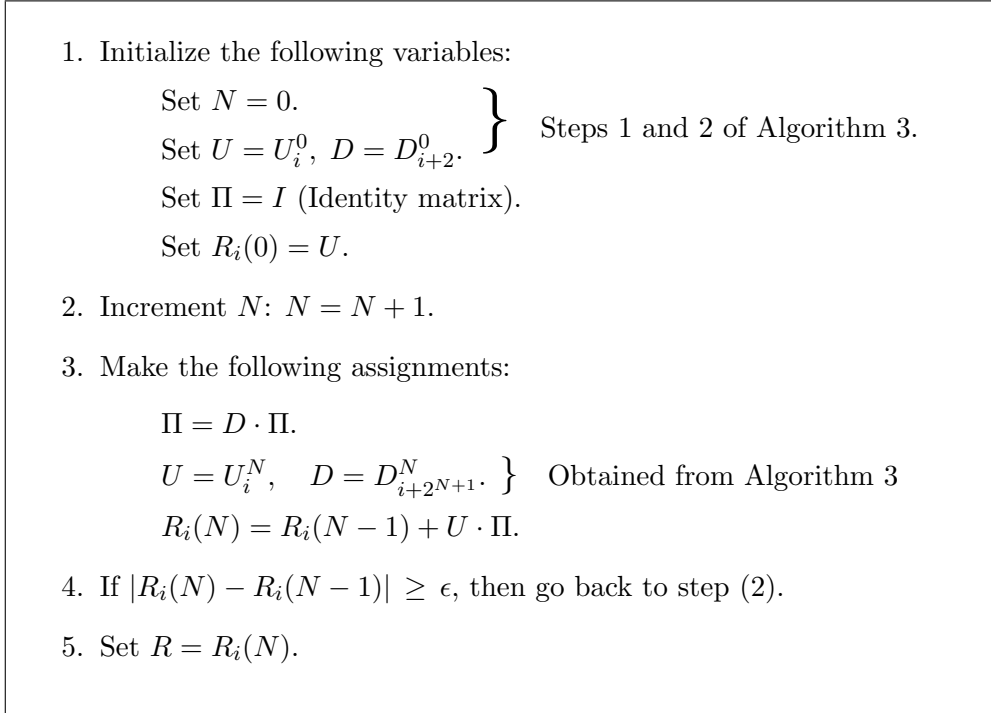 1. Initialize the following variables:
Set N = 0.
Set U = U_i^0, D = D_{i+2}^0. } Steps 1 and 2 of Algorithm 3.
Set Π = I (Identity matrix).
Set R_i(0) = U.
2. Increment N: N = N + 1.
3. Make the following assignments:
Π = D · Π.
U = U_i^N, D = D_{i+2^{N+1}}^N. } Obtained from Algorithm 3
R_i(N) = R_i(N − 1) + U · Π.
4. If |R_i(N) − R_i(N − 1)| ≥ ϵ, then go back to step (2).
5. Set R = R_i(N).